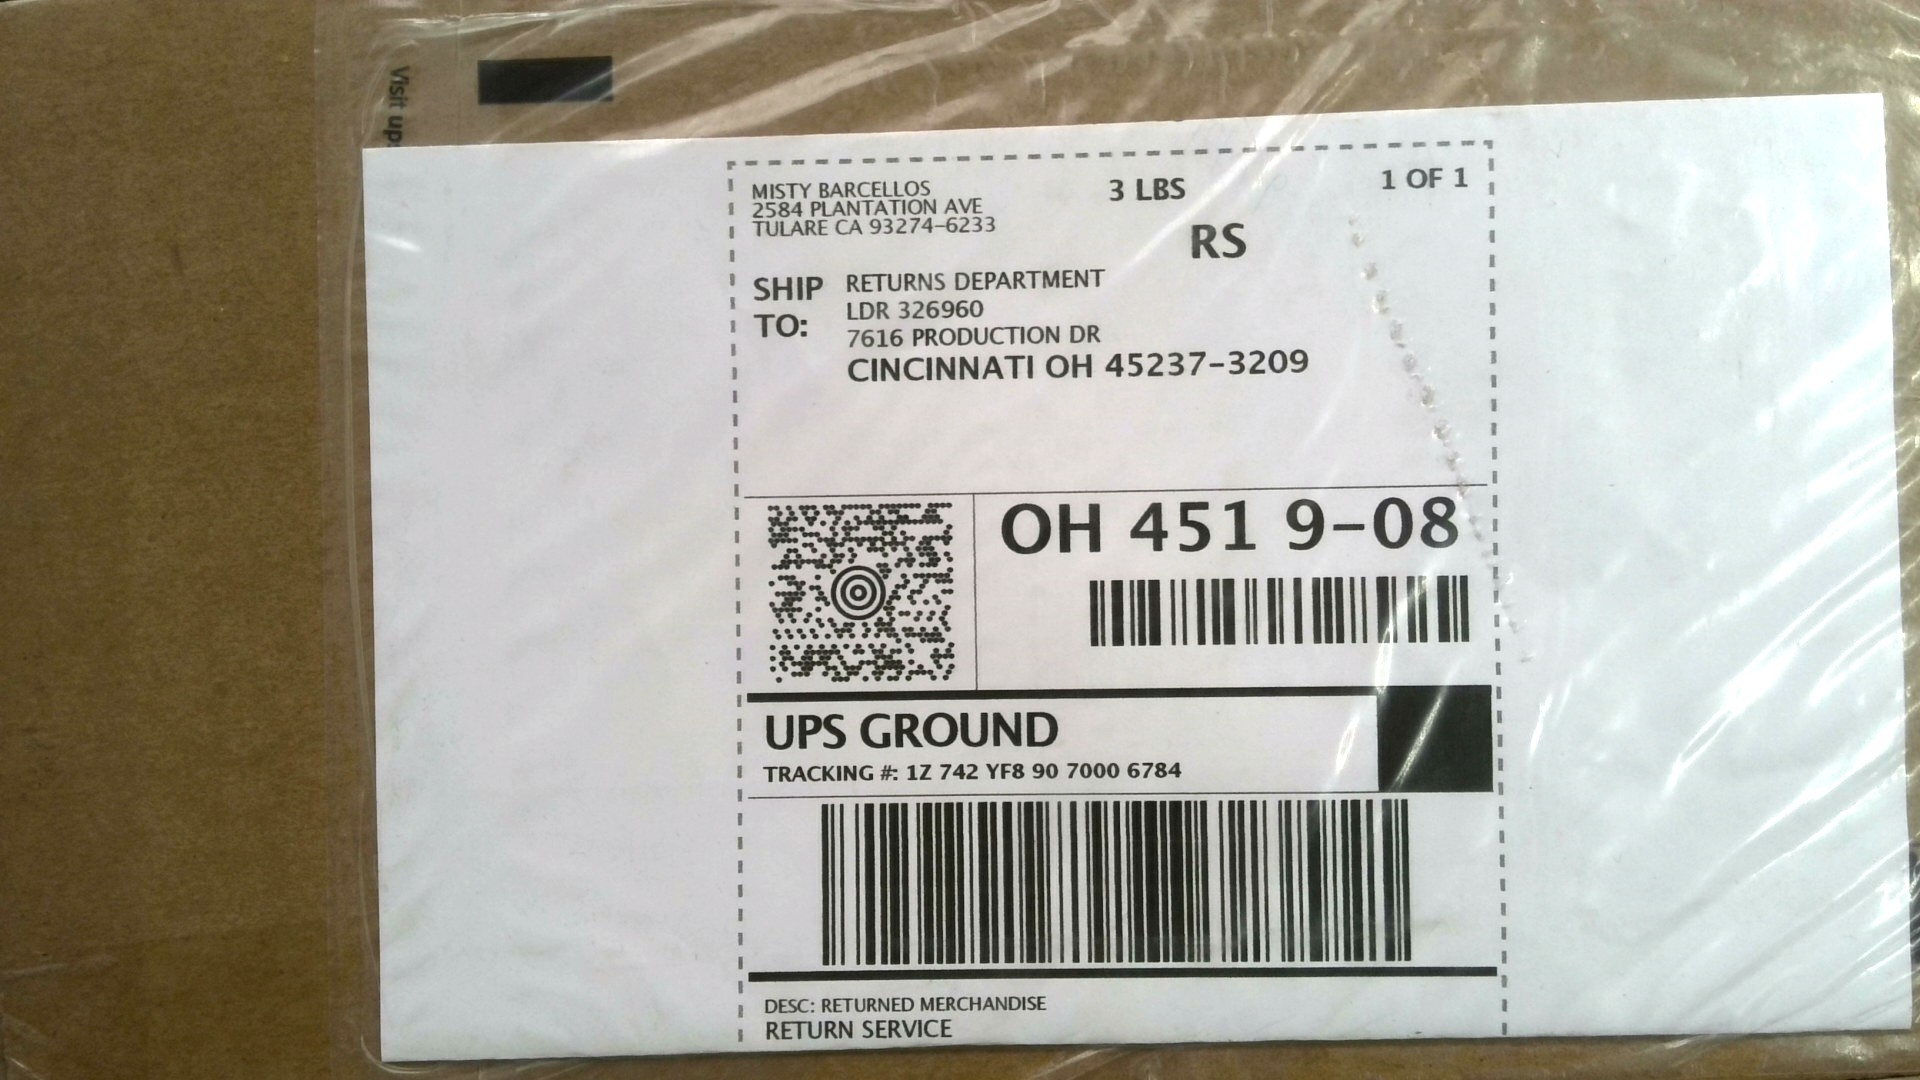 Visit up
MISTY BARCELLOS
2584 PLANTATION AVE
TULARE CA 93274-6233
3 LBS
1 OF 1
RS
SHIP TO:
RETURNS DEPARTMENT
LDR 326960
7616 PRODUCTION DR
CINCINNATI OH 45237-3209
OH 451 9-08
UPS GROUND
TRACKING #: 1Z 742 YF8 90 7000 6784
DESC: RETURNED MERCHANDISE
RETURN SERVICE